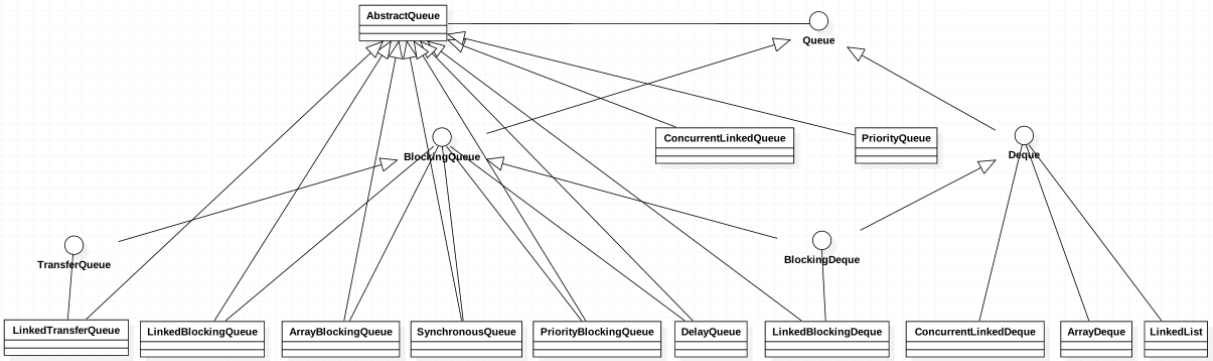 AbstractQueue
Queue
ConcurrentLinkedQueue
PriorityQueue
BlockingQueue
Deque
TransferQueue
BlockingDeque
LinkedTransferQueue
LinkedBlockingQueue
ArrayBlockingQueue
SynchronousQueue
PriorityBlockingQueue
DelayQueue
LinkedBlockingDeque
ConcurrentLinkedDeque
ArrayDeque
LinkedList